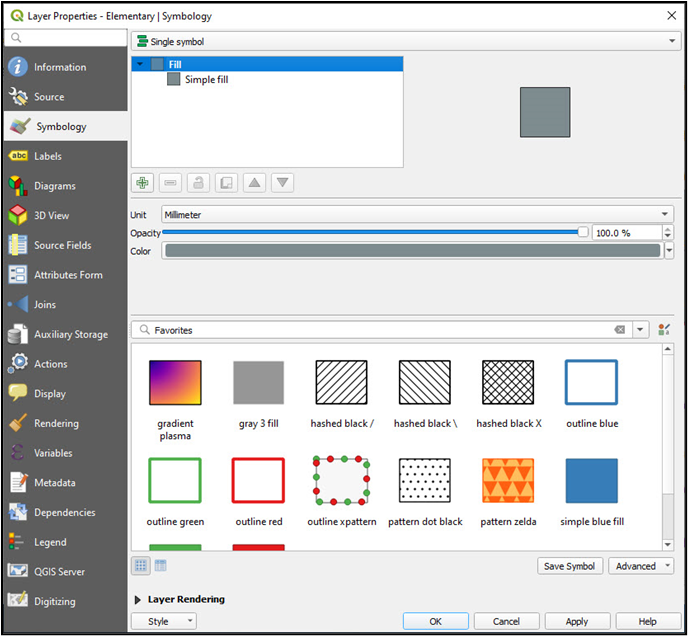 Layer Properties - Elementary | Symbology
Single symbol
Information
Source
Symbology
Labels
Diagrams
3D View
Source Fields
Attributes Form
Joins
Auxiliary Storage
Actions
Display
Rendering
Variables
Metadata
Dependencies
Legend
QGIS Server
Digitizing
Fill
Simple fill
Unit Millimeter
Opacity 100.0 %
Color
Favorites
gradient plasma
gray 3 fill
hashed black /
hashed black \
hashed black X
outline blue
outline green
outline red
outline xpattern
pattern dot black
pattern zelda
simple blue fill
Save Symbol
Advanced
Layer Rendering
Style
OK
Cancel
Apply
Help
abc